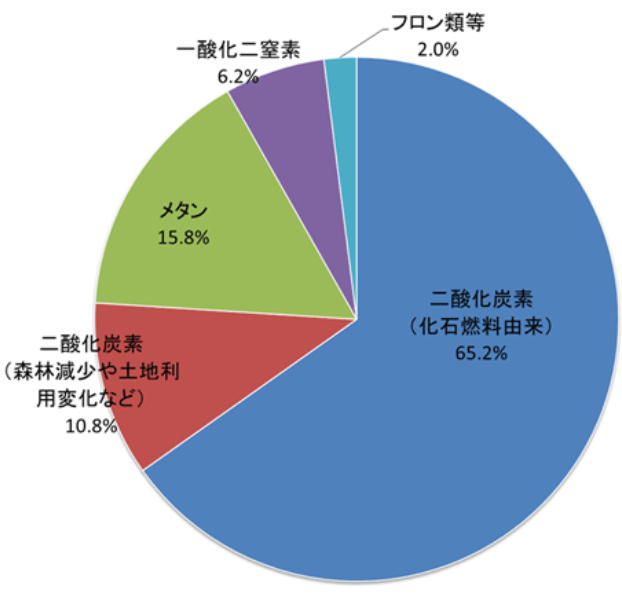 フロン類等
2.0%
一酸化二窒素
6.2%
メタン
15.8%
二酸化炭素
（化石燃料由来）
65.2%
二酸化炭素
（森林減少や土地利
用変化など）
10.8%